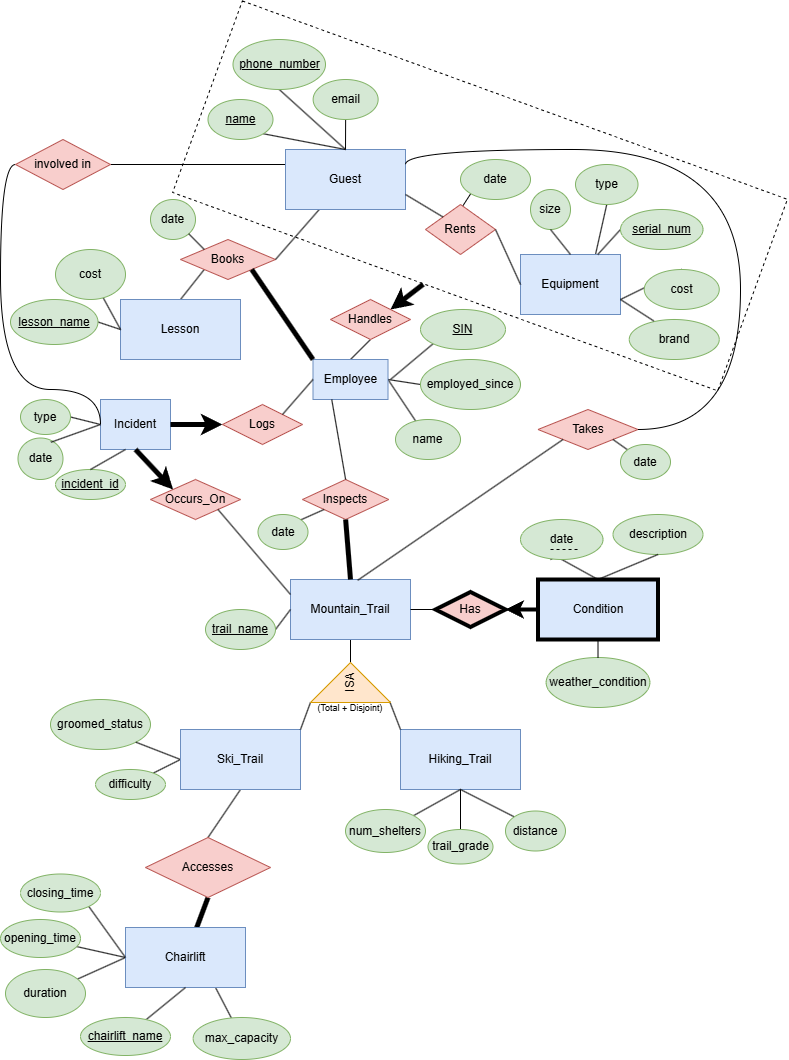 phone_number
email
name
involved in
Guest
date
type
size
serial_num
date
Rents
Books
cost
Equipment
cost
lesson_name
Lesson
Handles
SIN
brand
Employee
employed_since
type
Incident
Logs
name
Takes
date
date
incident_id
Occurs_On
Inspects
date
date
description
Mountain_Trail
Has
Condition
trail_name
ISA
weather_condition
(Total + Disjoint)
groomed_status
Ski_Trail
Hiking_Trail
difficulty
num_shelters
distance
trail_grade
Accesses
closing_time
opening_time
Chairlift
duration
chairlift_name
max_capacity